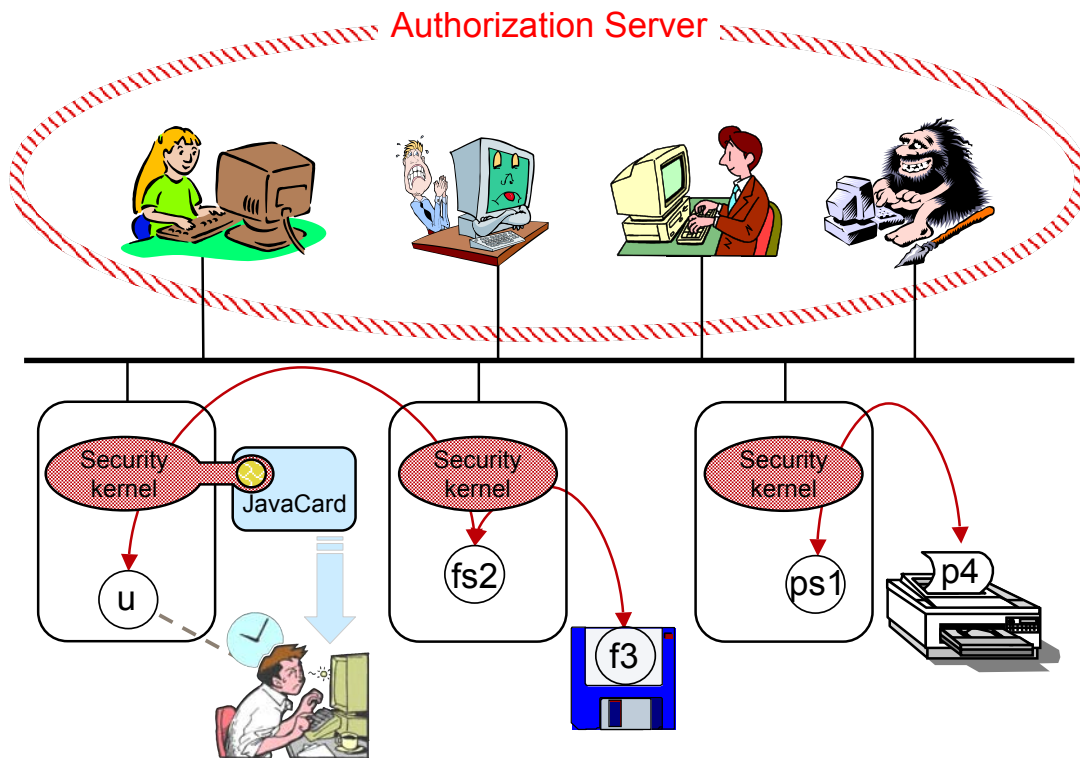 Authorization Server
Security
kernel
JavaCard
u
Security
kernel
fs2
f3
Security
kernel
ps1
p4